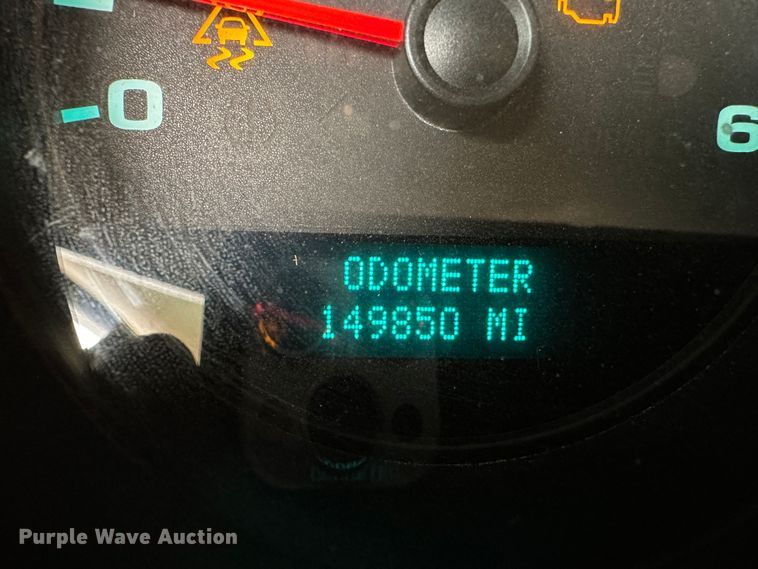 0
6
ODOMETER
149850 MI
Purple Wave Auction